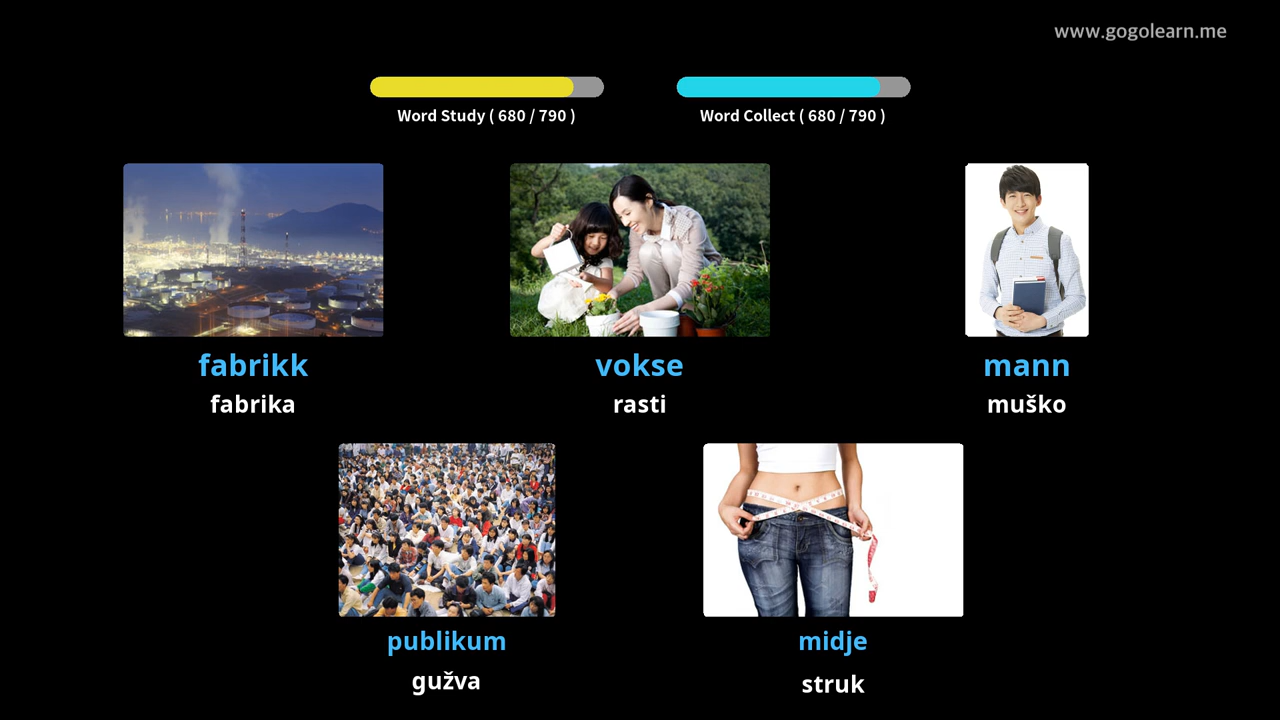 www.gogolearn.me
Word Study ( 680 / 790 )
Word Collect ( 680 / 790 )
fabrikk
fabrika
vokse
rasti
mann
muško
publikum
gužva
midje
struk